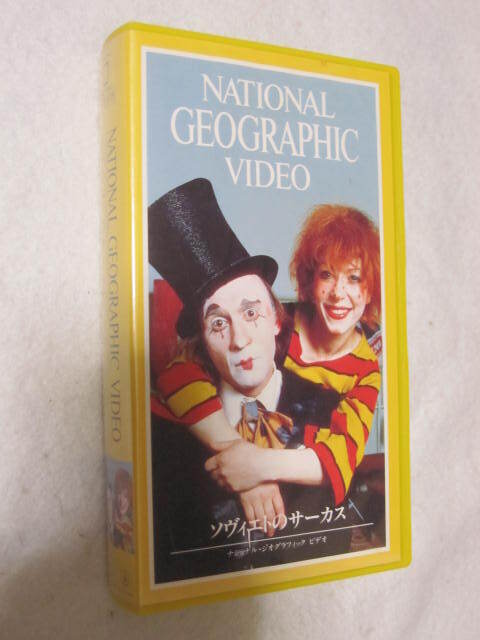 NATIONAL
GEOGRAPHIC
VIDEO
ソヴィエトのサーカス
ナショナル・ジオグラフィック ビデオ
NATIONAL GEOGRAPHIC VIDEO